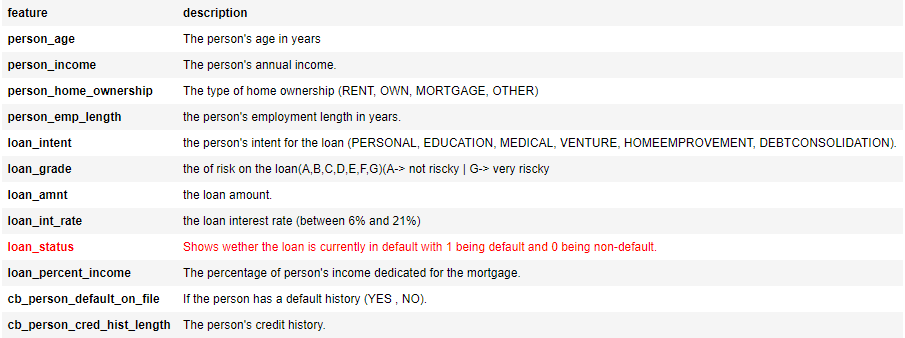 feature description
person_age The person's age in years
person_income The person's annual income.
person_home_ownership The type of home ownership (RENT, OWN, MORTGAGE, OTHER)
person_emp_length the person's employment length in years.
loan_intent the person's intent for the loan (PERSONAL, EDUCATION, MEDICAL, VENTURE, HOMEEMPROVEMENT, DEBTCONSOLIDATION).
loan_grade the of risk on the loan(A,B,C,D,E,F,G)(A-> not riscky | G-> very riscky
loan_amnt the loan amount.
loan_int_rate the loan interest rate (between 6% and 21%)
loan_status Shows wether the loan is currently in default with 1 being default and 0 being non-default.
loan_percent_income The percentage of person's income dedicated for the mortgage.
cb_person_default_on_file If the person has a default history (YES , NO).
cb_person_cred_hist_length The person's credit history.